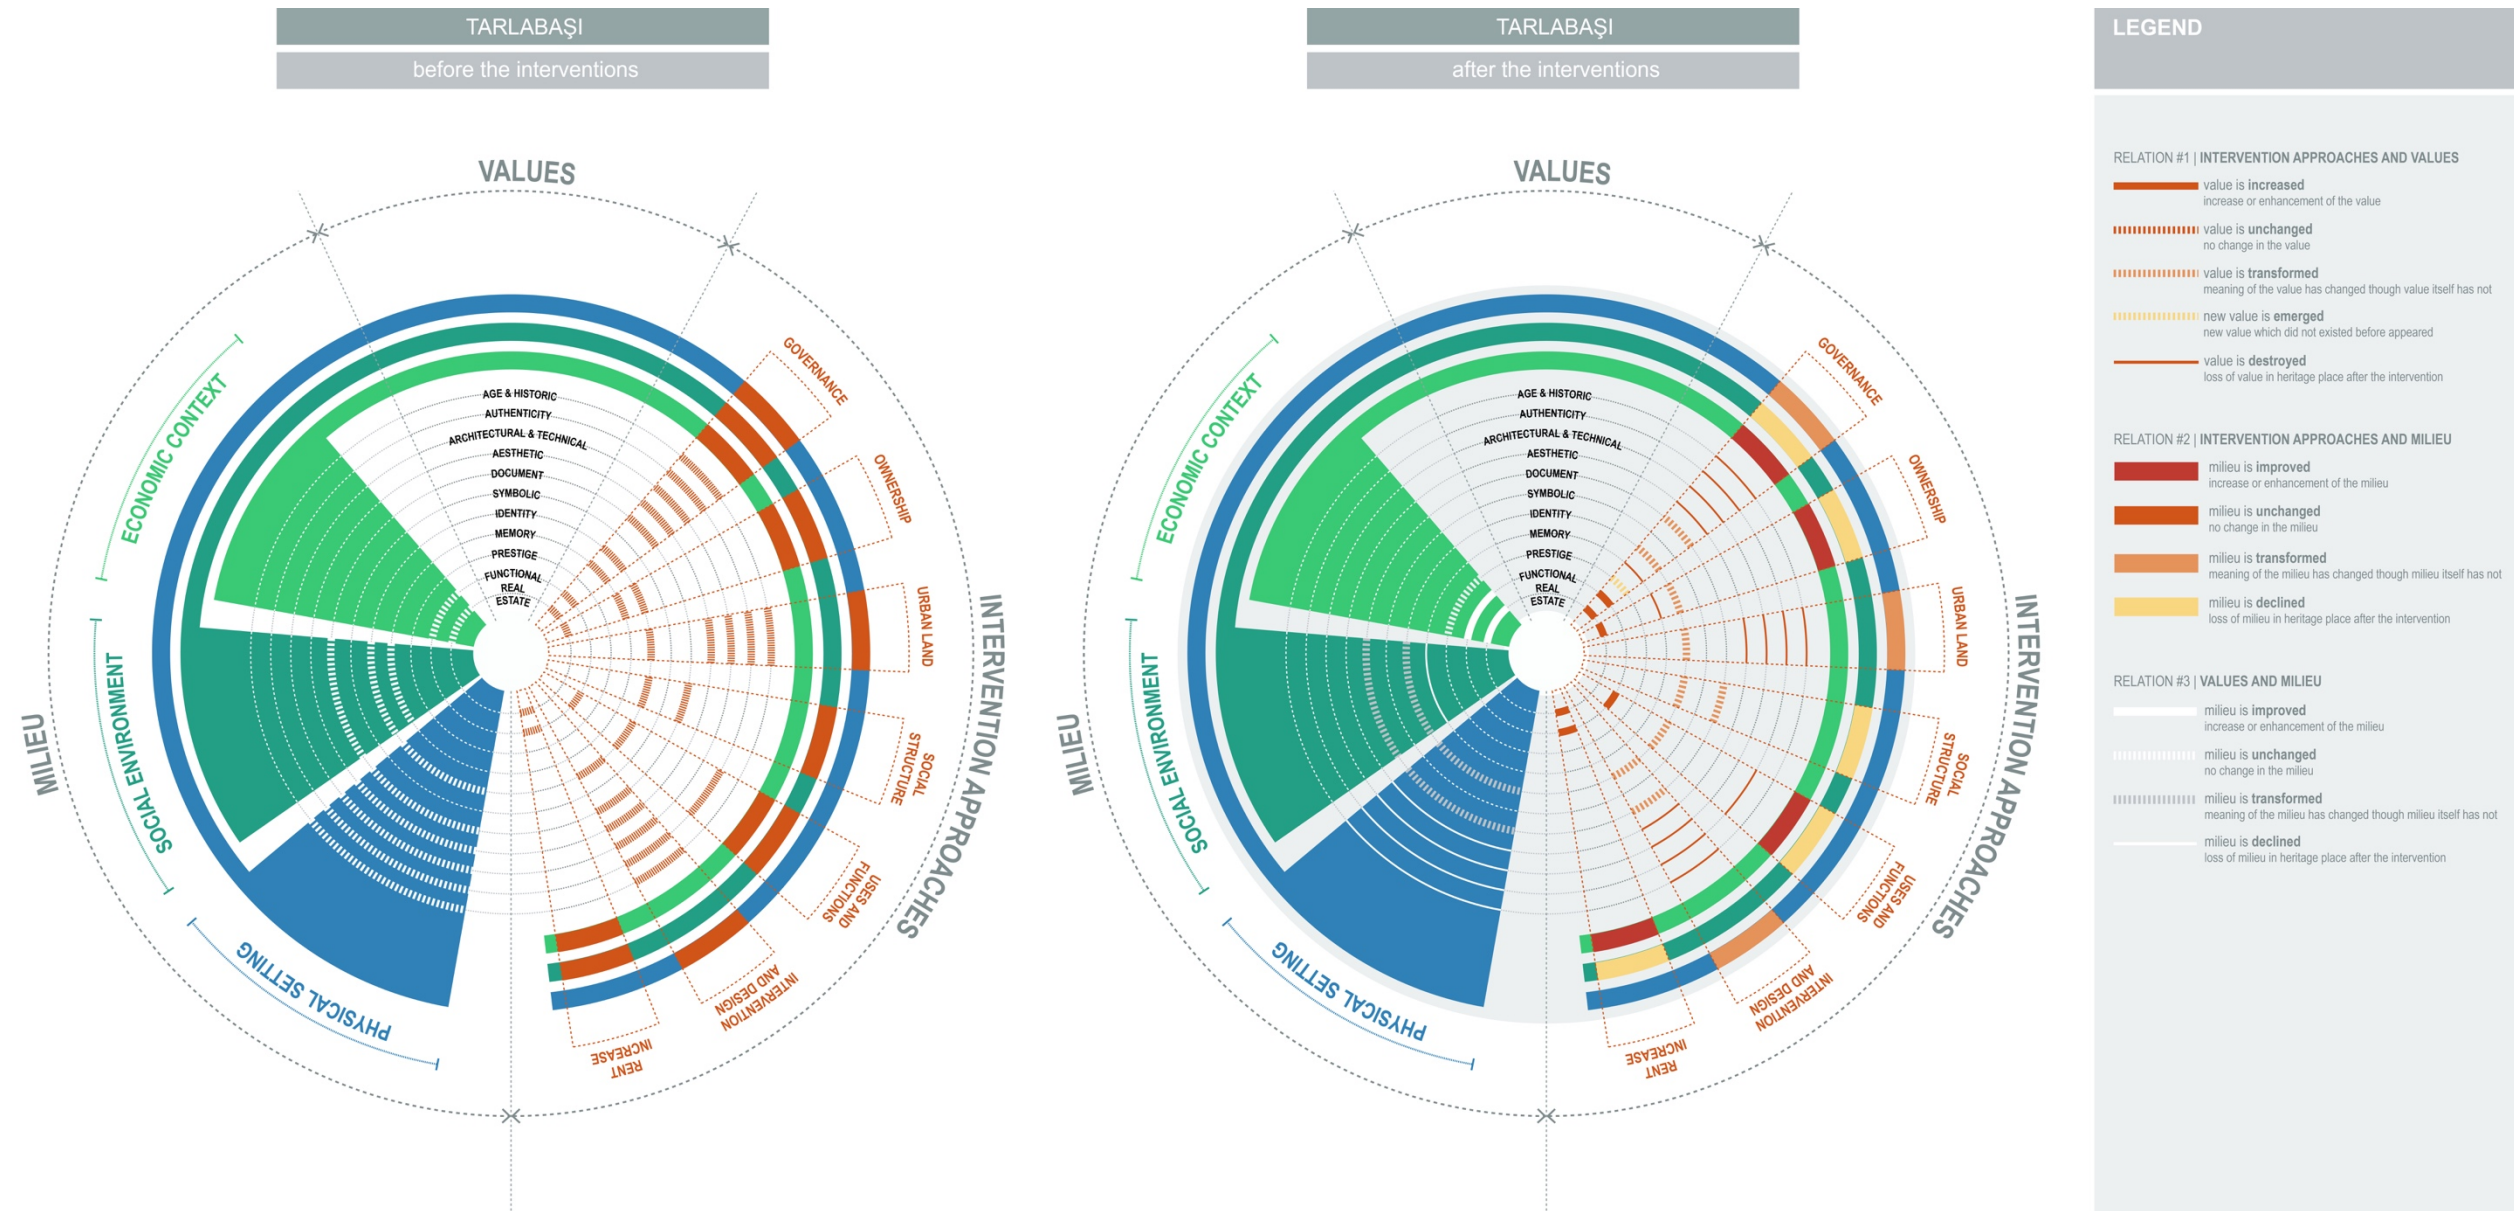 TARLABAŞI
before the interventions
VALUES
GOVERNANCE
OWNERSHIP
URBAN LAND
SOCIAL
STRUCTURE
USES AND
FUNCTIONS
INTERVENTION
AND DESIGN
RENT
INCREASE
INTERVENTION APPROACHES
MILIEU
ECONOMIC CONTEXT
SOCIAL ENVIRONMENT
PHYSICAL SETTING
AGE & HISTORIC
AUTHENTICITY
ARCHITECTURAL & TECHNICAL
AESTHETIC
DOCUMENT
SYMBOLIC
IDENTITY
MEMORY
PRESTIGE
FUNCTIONAL
REAL
ESTATE
TARLABAŞI
after the interventions
VALUES
GOVERNANCE
OWNERSHIP
URBAN LAND
SOCIAL
STRUCTURE
USES AND
FUNCTIONS
INTERVENTION
AND DESIGN
RENT
INCREASE
INTERVENTION APPROACHES
MILIEU
ECONOMIC CONTEXT
SOCIAL ENVIRONMENT
PHYSICAL SETTING
AGE & HISTORIC
AUTHENTICITY
ARCHITECTURAL & TECHNICAL
AESTHETIC
DOCUMENT
SYMBOLIC
IDENTITY
MEMORY
PRESTIGE
FUNCTIONAL
REAL
ESTATE
LEGEND
RELATION #1 | INTERVENTION APPROACHES AND VALUES
value is increased
increase or enhancement of the value
value is unchanged
no change in the value
value is transformed
meaning of the value has changed though value itself has not
new value is emerged
new value which did not existed before appeared
value is destroyed
loss of value in heritage place after the intervention
RELATION #2 | INTERVENTION APPROACHES AND MILIEU
milieu is improved
increase or enhancement of the milieu
milieu is unchanged
no change in the milieu
milieu is transformed
meaning of the milieu has changed though milieu itself has not
milieu is declined
loss of milieu in heritage place after the intervention
RELATION #3 | VALUES AND MILIEU
milieu is improved
increase or enhancement of the milieu
milieu is unchanged
no change in the milieu
milieu is transformed
meaning of the milieu has changed though milieu itself has not
milieu is declined
loss of milieu in heritage place after the intervention